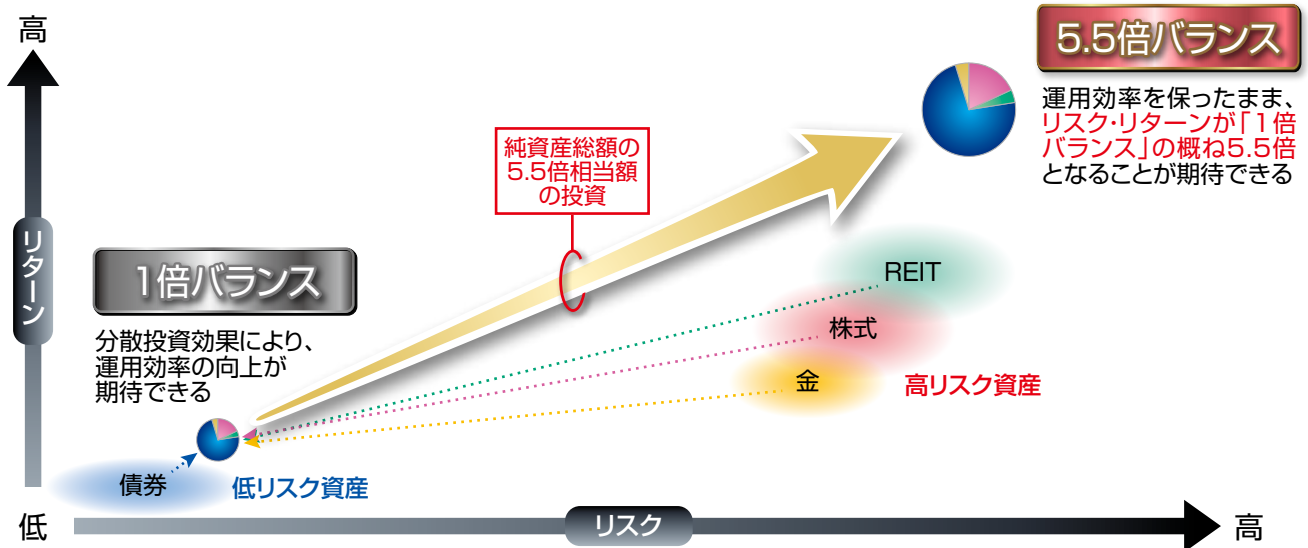 高
5.5倍バランス
運用効率を保ったまま、
リスク・リターンが「1倍
バランス」の概ね5.5倍
となることが期待できる
純資産総額の
5.5倍相当額
の投資
リターン
1倍バランス
分散投資効果により、
運用効率の向上が
期待できる
REIT
株式
金
高リスク資産
債券
低リスク資産
低
リスク
高